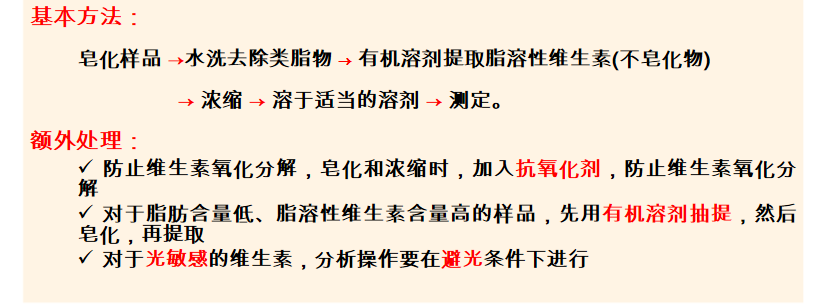 基本方法：
皂化样品 →水洗去除类脂物 → 有机溶剂提取脂溶性维生素(不皂化物)
→ 浓缩 → 溶于适当的溶剂 → 测定。
额外处理：
✓ 防止维生素氧化分解，皂化和浓缩时，加入抗氧化剂，防止维生素氧化分
解
✓ 对于脂肪含量低、脂溶性维生素含量高的样品，先用有机溶剂抽提，然后
皂化，再提取
✓ 对于光敏感的维生素，分析操作要在避光条件下进行